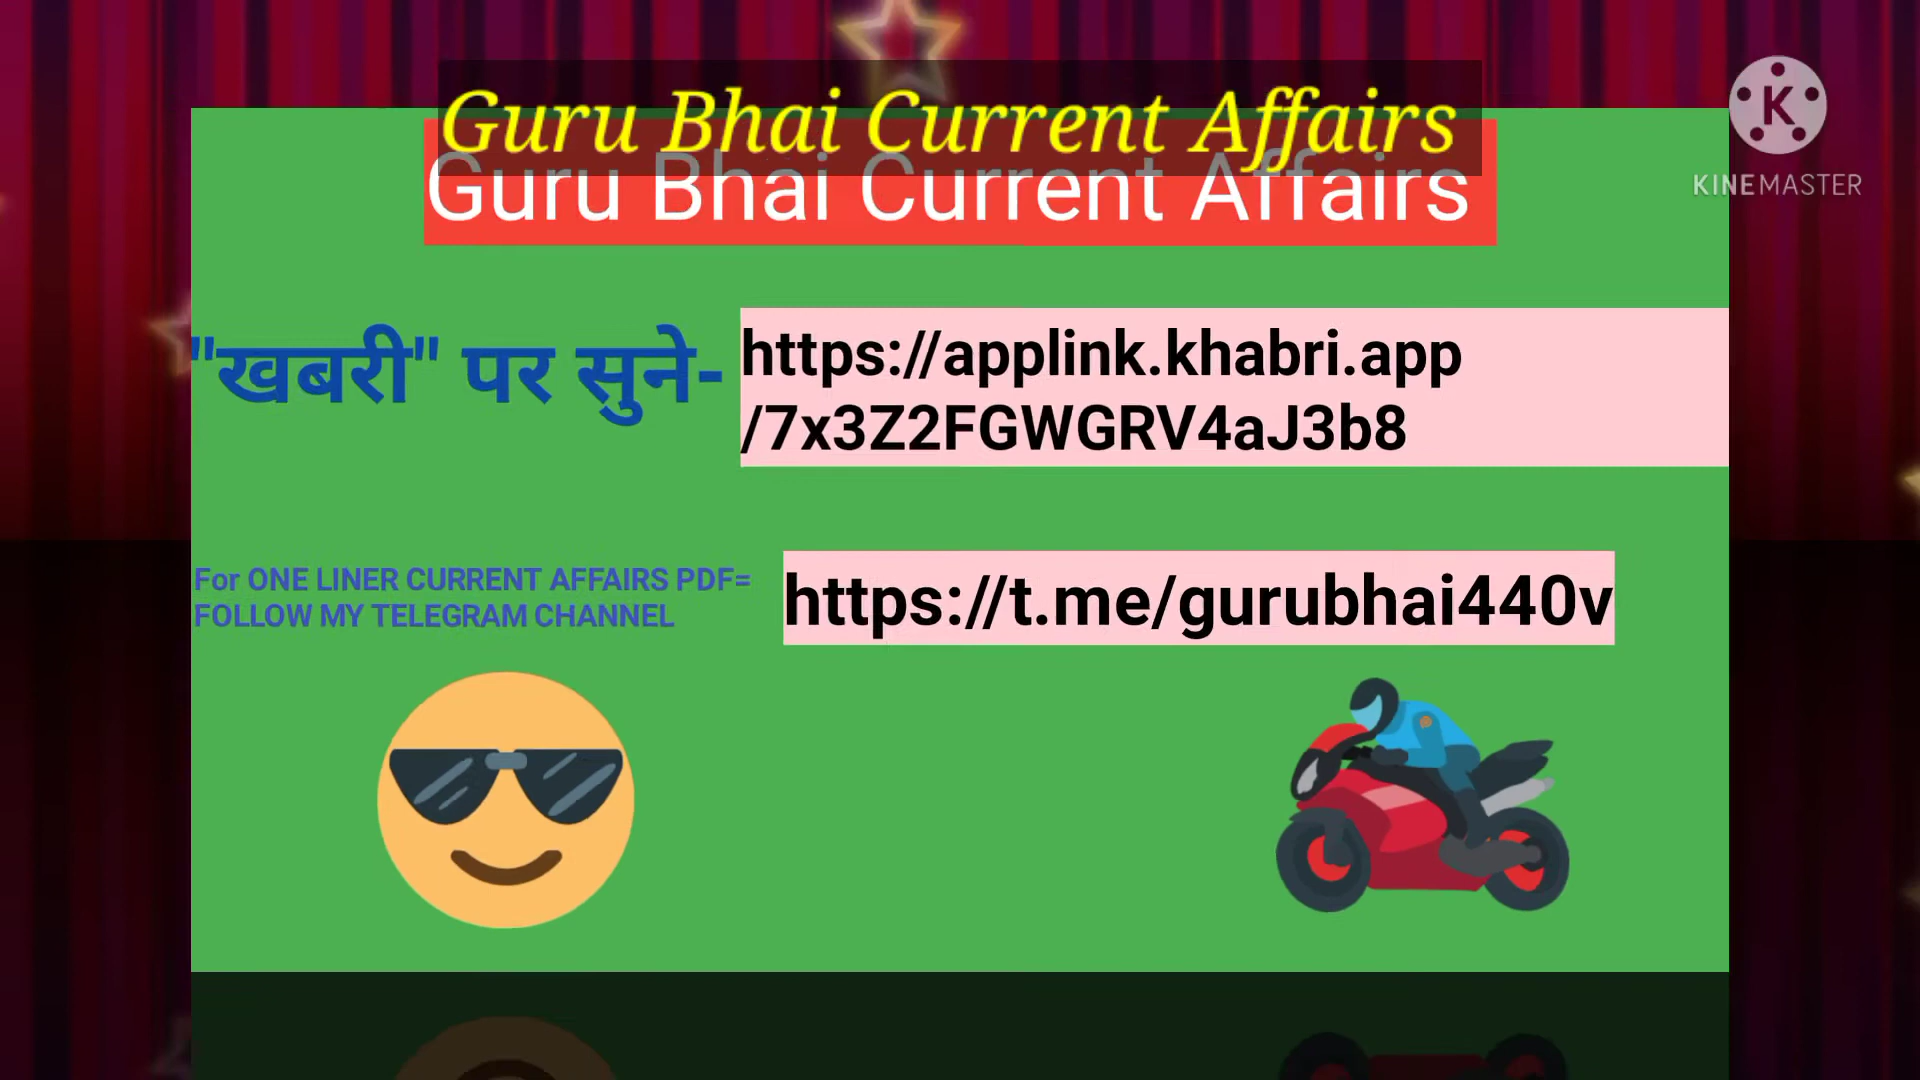 Guru Bhai Current Affairs
Guru Bhai Current Affairs
K
KINEMASTER
"खबरी" पर सुने-
https://applink.khabri.app
/7x3Z2FGWGRV4aJ3b8
For ONE LINER CURRENT AFFAIRS PDF=
FOLLOW MY TELEGRAM CHANNEL
https://t.me/gurubhai440v